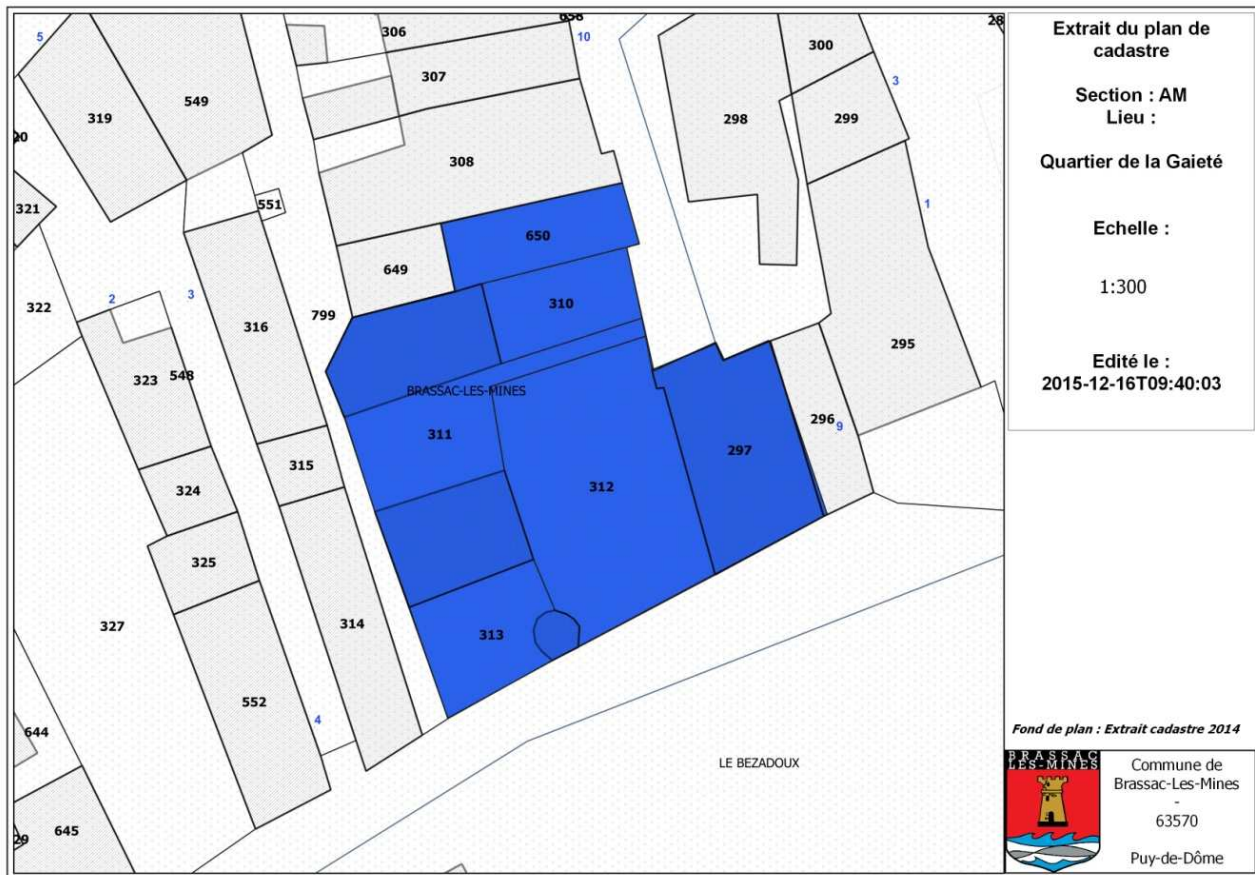 5
306
658
10
28
300
307
3
549
319
298
299
20
308
321
551
1
650
649
2
3
310
322
799
316
295
323
548
BRASSAC-LES-MINES
296
9
311
297
315
324
312
325
327
314
313
552
4
644
LE BEZADOUX
645
29
Extrait du plan de
cadastre
Section : AM
Lieu :
Quartier de la Gaieté
Echelle :
1:300
Edité le :
2015-12-16T09:40:03
Fond de plan : Extrait cadastre 2014
BRASSAC
LES-MINES
Commune de
Brassac-Les-Mines
-
63570
Puy-de-Dôme